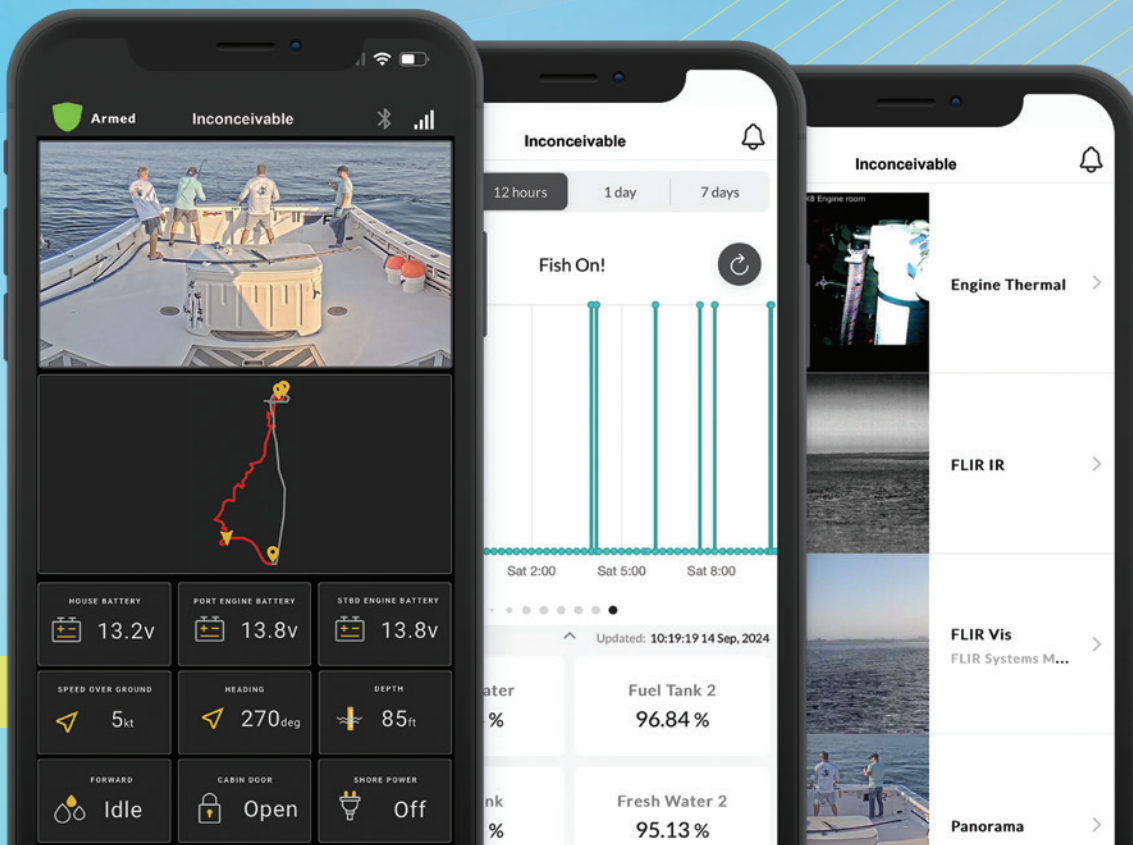 Armed
Inconceivable
HOUSE BATTERY
13.2v
PORT ENGINE BATTERY
13.8v
STBD ENGINE BATTERY
13.8v
SPEED OVER GROUND
5kt
HEADING
270deg
DEPTH
85ft
FORWARD
Idle
CABIN DOOR
Open
SHORE POWER
Off
Inconceivable
12 hours 1 day 7 days
Fish On!
Sat 2:00 Sat 5:00 Sat 8:00
Updated: 10:19:19 14 Sep, 2024
ater
%
Fuel Tank 2
96.84 %
nk
%
Fresh Water 2
95.13 %
Inconceivable
Engine room
Engine Thermal
FLIR IR
FLIR Vis
FLIR Systems M...
Panorama